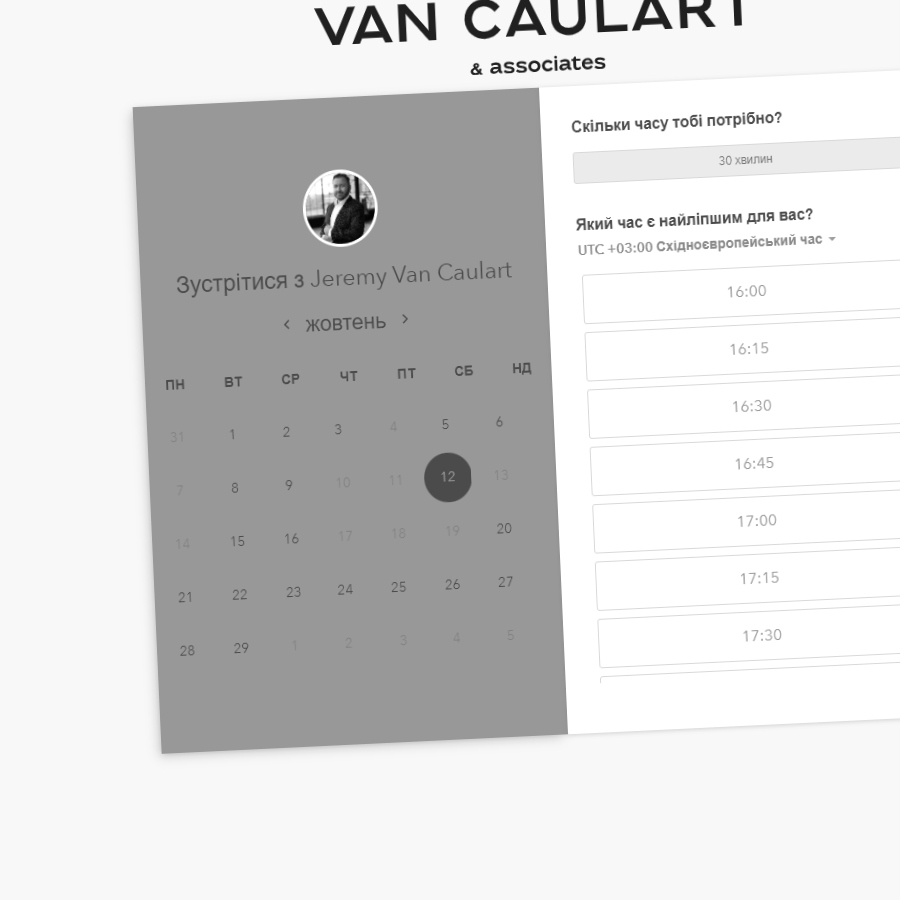 VAN CAULART
& associates
Зустрітися з Jeremy Van Caulart
‹ жовтень ›
ПН ВТ СР ЧТ ПТ СБ НД
31 1 2 3 4 5 6
7 8 9 10 11 12 13
14 15 16 17 18 19 20
21 22 23 24 25 26 27
28 29 1 2 3 4 5
Скільки часу тобі потрібно?
30 хвилин
Який час є найліпшим для вас?
UTC +03:00 Східноєвропейський час
16:00
16:15
16:30
16:45
17:00
17:15
17:30